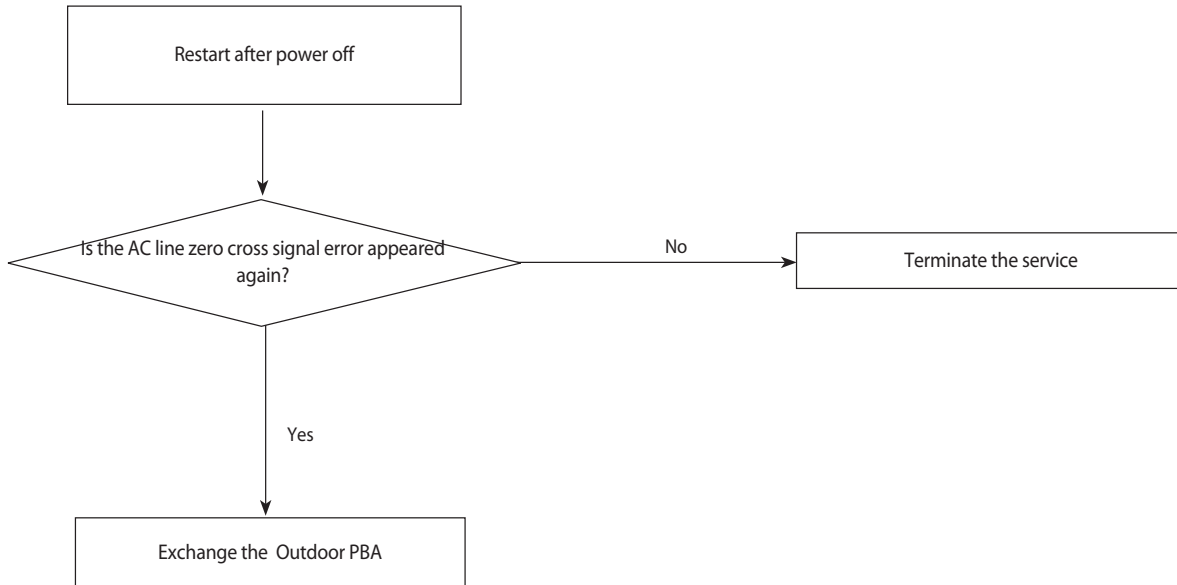 Restart after power off
Is the AC line zero cross signal error appeared
again?
No
Terminate the service
Yes
Exchange the Outdoor PBA